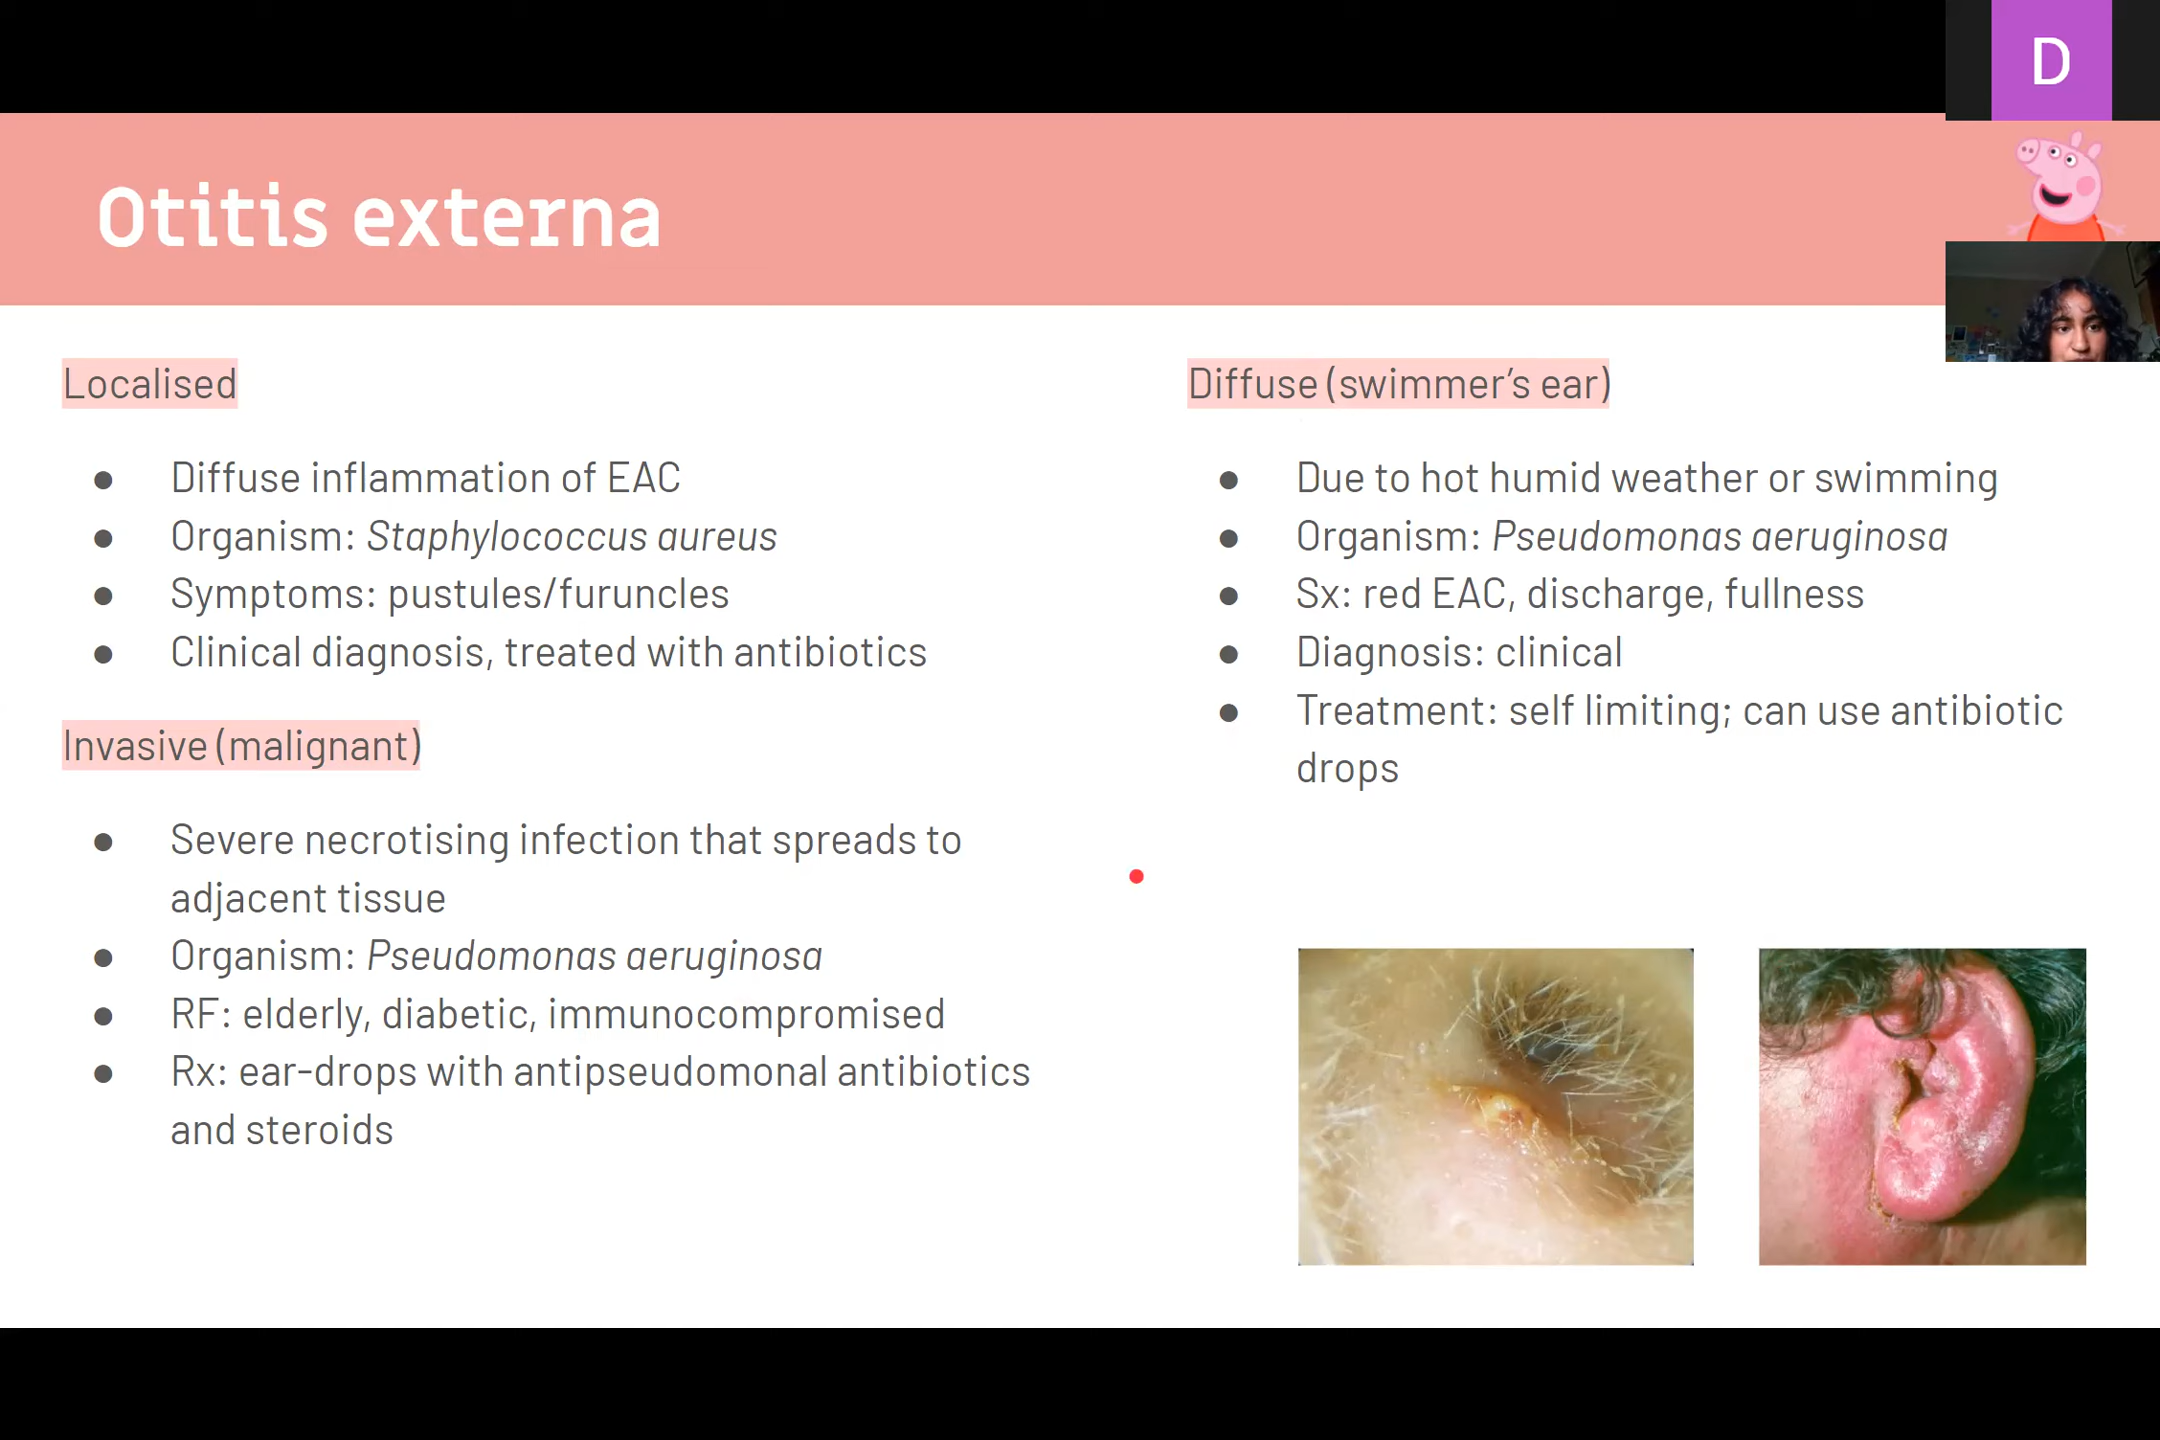 D
Otitis externa
Localised
● Diffuse inflammation of EAC
● Organism: Staphylococcus aureus
● Symptoms: pustules/furuncles
● Clinical diagnosis, treated with antibiotics
Invasive (malignant)
● Severe necrotising infection that spreads to
adjacent tissue
● Organism: Pseudomonas aeruginosa
● RF: elderly, diabetic, immunocompromised
● Rx: ear-drops with antipseudomonal antibiotics
and steroids
Diffuse (swimmer’s ear)
● Due to hot humid weather or swimming
● Organism: Pseudomonas aeruginosa
● Sx: red EAC, discharge, fullness
● Diagnosis: clinical
● Treatment: self limiting; can use antibiotic
drops